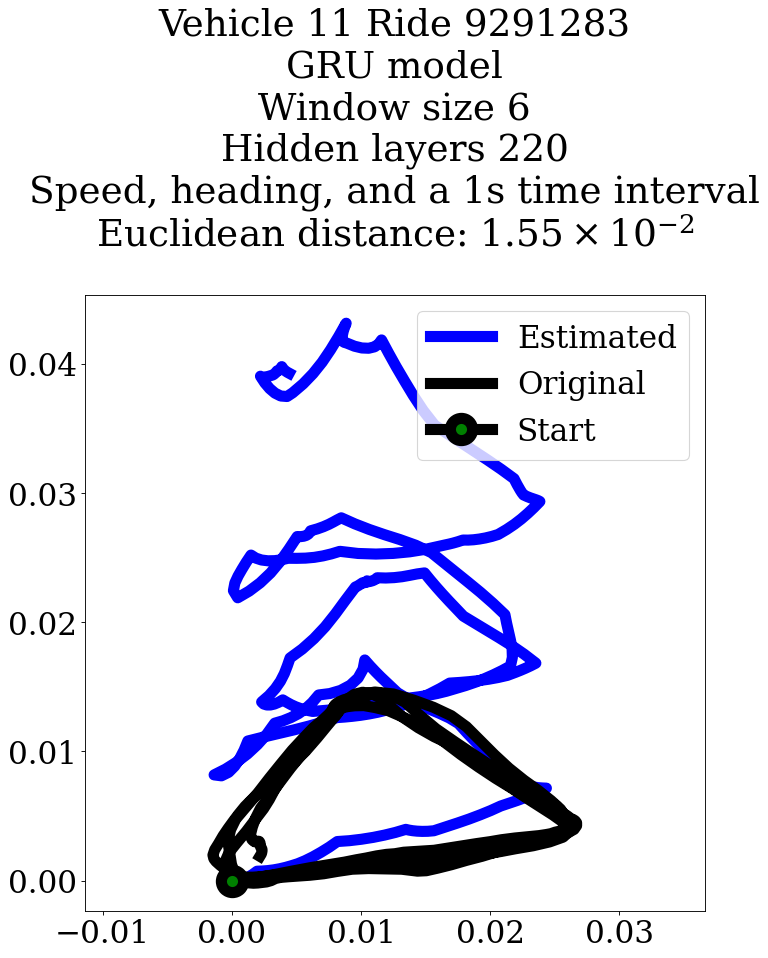 Vehicle 11 Ride 9291283
GRU model
Window size 6
Hidden layers 220
Speed, heading, and a 1s time interval
Euclidean distance: 1.55 × 10⁻²
Estimated
Original
Start
0.04
0.03
0.02
0.01
0.00
−0.01 0.00 0.01 0.02 0.03